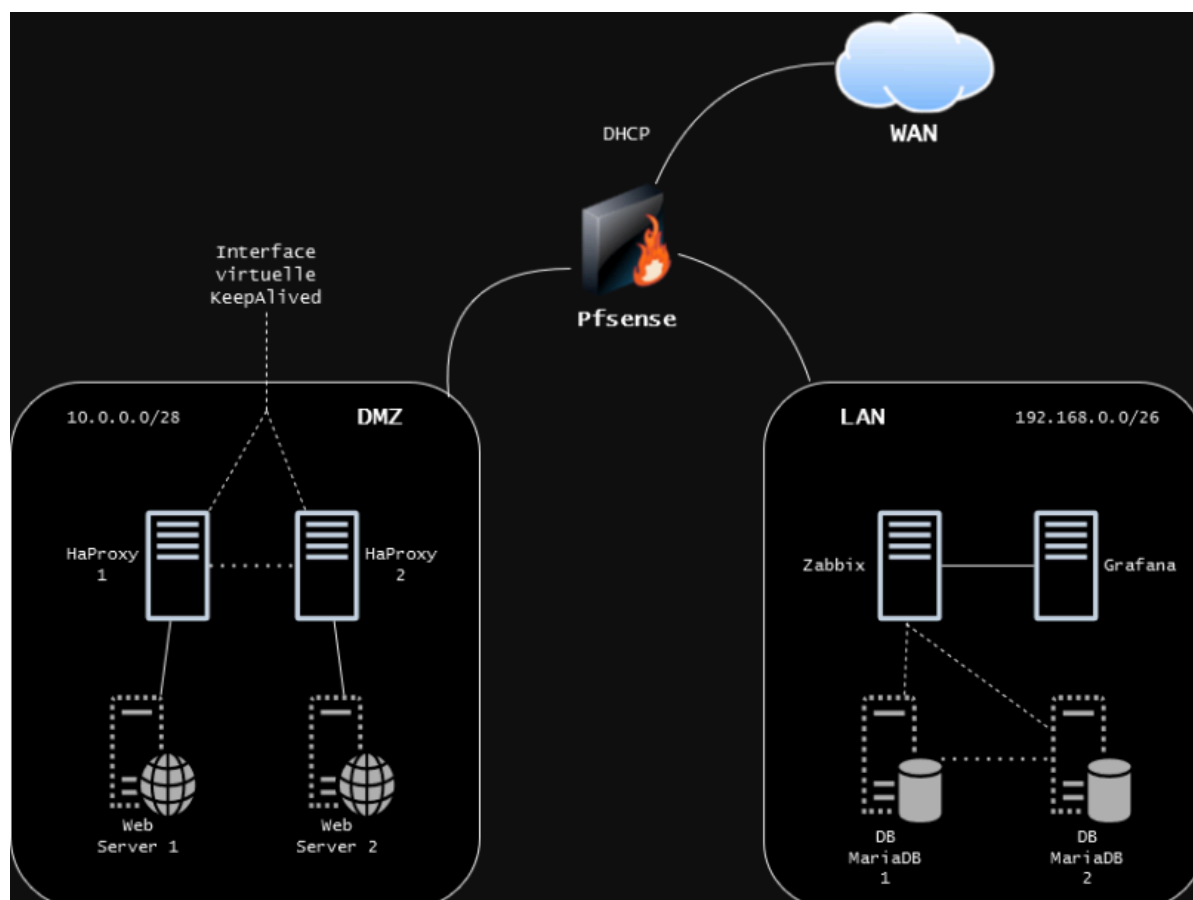 WAN
DHCP
Interface
virtuelle
KeepAlived
Pfsense
10.0.0.0/28
DMZ
HaProxy
1
HaProxy
2
Web
Server 1
Web
Server 2
LAN
192.168.0.0/26
Zabbix
Grafana
DB
MariaDB
1
DB
MariaDB
2